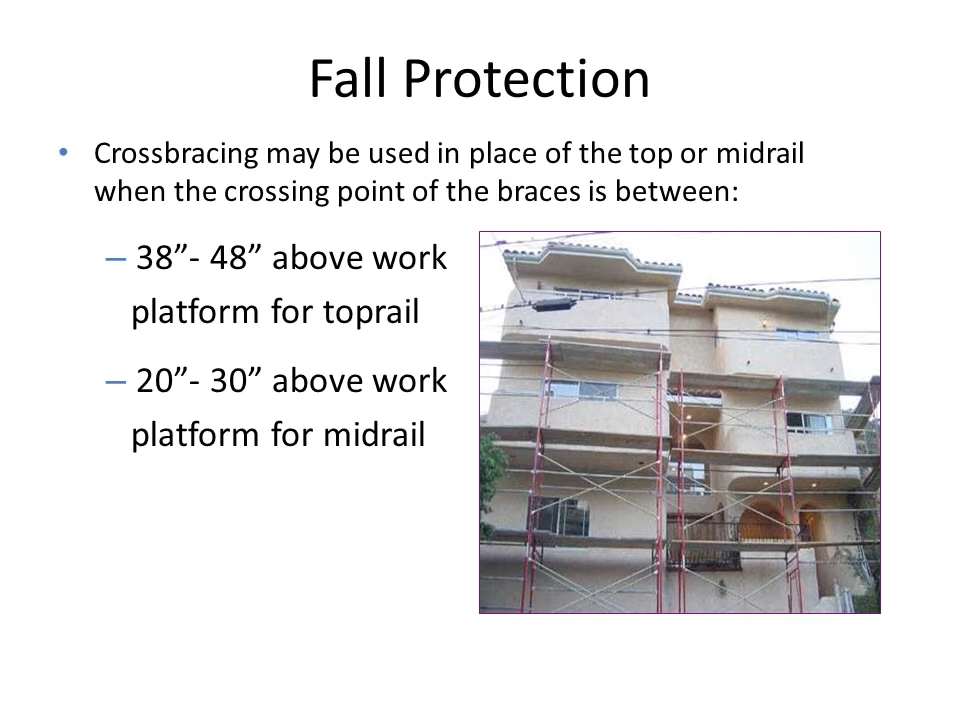 Fall Protection
• Crossbracing may be used in place of the top or midrail
when the crossing point of the braces is between:
– 38”- 48” above work
platform for toprail
– 20”- 30” above work
platform for midrail